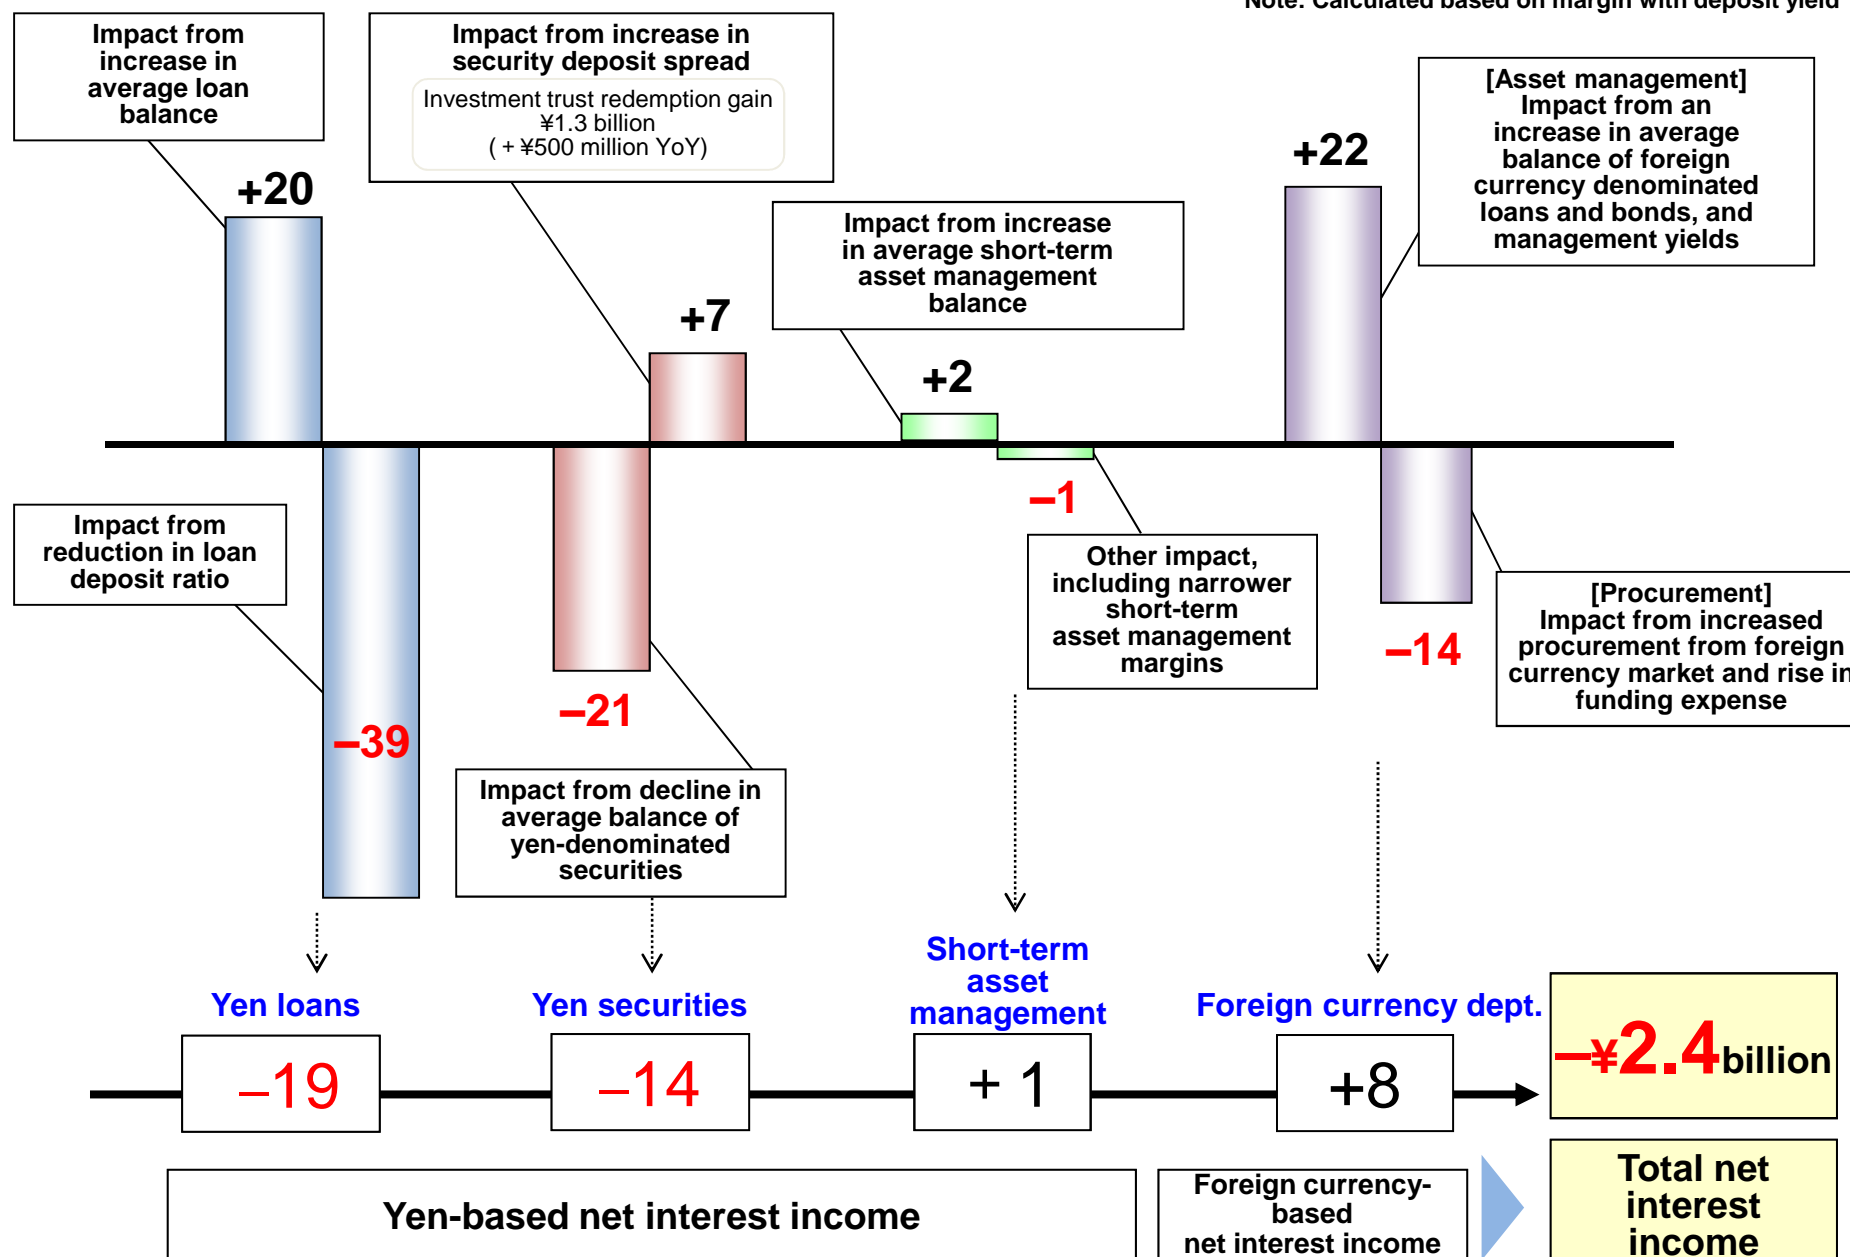 Note: Calculated based on margin with deposit yield
Impact from
increase in
average loan
balance
Impact from increase in
security deposit spread
Investment trust redemption gain
¥1.3 billion
( + ¥500 million YoY)
[Asset management]
Impact from an
increase in average
balance of foreign
currency denominated
loans and bonds, and
management yields
+20
+22
Impact from increase
in average short-term
asset management
balance
+7
+2
–1
Impact from
reduction in loan
deposit ratio
Other impact,
including narrower
short-term
asset management
margins
[Procurement]
Impact from increased
procurement from foreign
currency market and rise in
funding expense
–14
–21
–39
Impact from decline in
average balance of
yen-denominated
securities
Yen loans
Yen securities
Short-term
asset
management
Foreign currency dept.
–19
–14
+ 1
+8
–¥2.4 billion
Yen-based net interest income
Foreign currency-
based
net interest income
Total net
interest
income